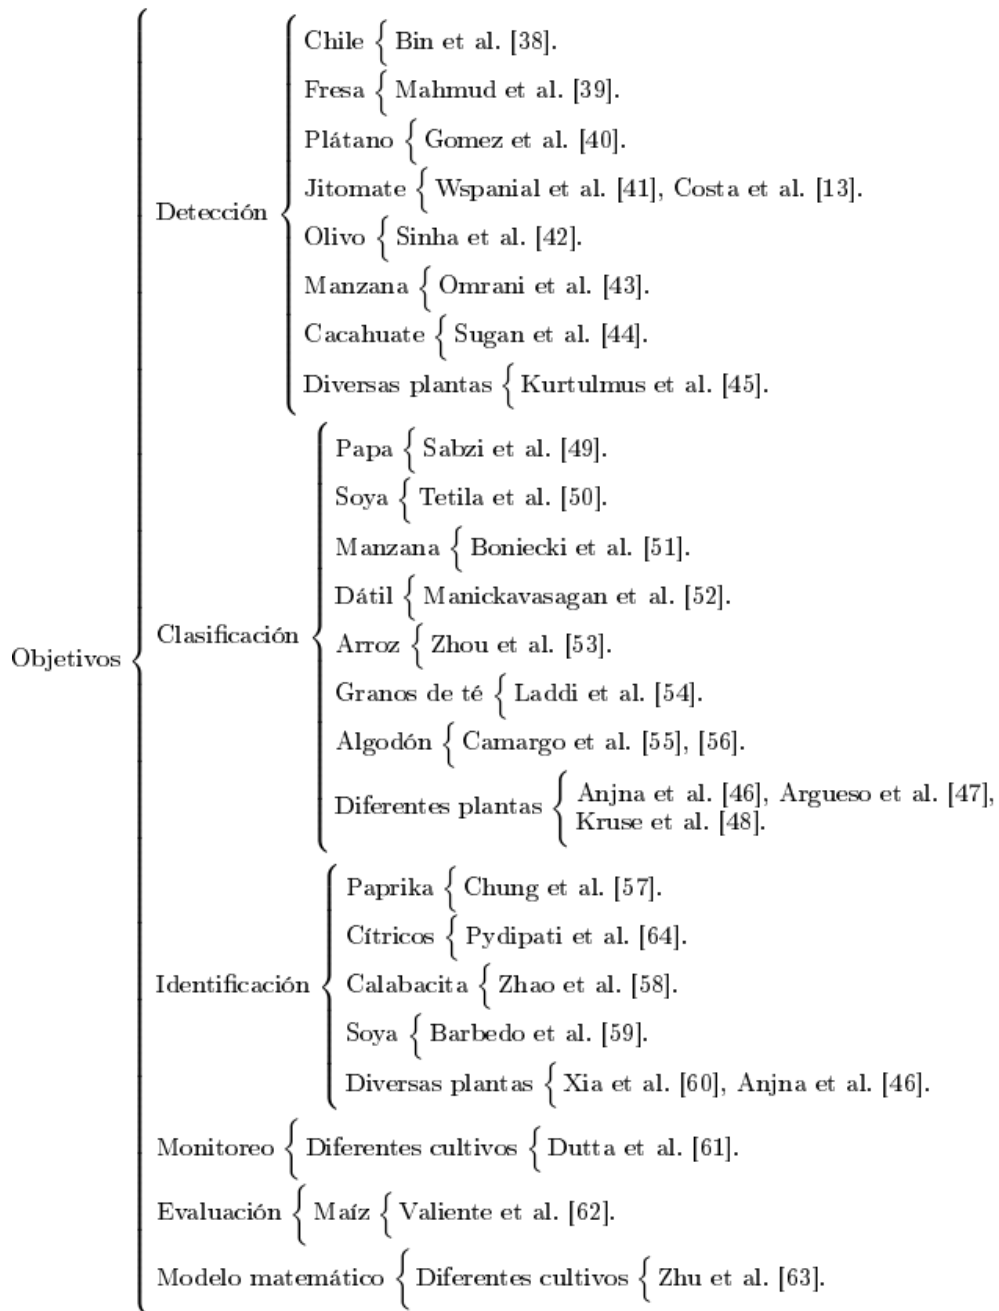 Chile { Bin et al. [38].
Fresa { Mahmud et al. [39].
Plátano { Gomez et al. [40].
Jitomate { Wspanial et al. [41], Costa et al. [13].
Detección
Olivo { Sinha et al. [42].
Manzana { Omrani et al. [43].
Cacahuate { Sugan et al. [44].
Diversas plantas { Kurtulmus et al. [45].
Papa { Sabzi et al. [49].
Soya { Tetila et al. [50].
Manzana { Boniecki et al. [51].
Dátil { Manickavasagan et al. [52].
Clasificación
Arroz { Zhou et al. [53].
Objetivos
Granos de té { Laddi et al. [54].
Algodón { Camargo et al. [55], [56].
Diferentes plantas { Anjna et al. [46], Argueso et al. [47],
Kruse et al. [48].
Paprika { Chung et al. [57].
Cítricos { Pydipati et al. [64].
Identificación
Calabacita { Zhao et al. [58].
Soya { Barbedo et al. [59].
Diversas plantas { Xia et al. [60], Anjna et al. [46].
Monitoreo { Diferentes cultivos { Dutta et al. [61].
Evaluación { Maíz { Valiente et al. [62].
Modelo matemático { Diferentes cultivos { Zhu et al. [63].